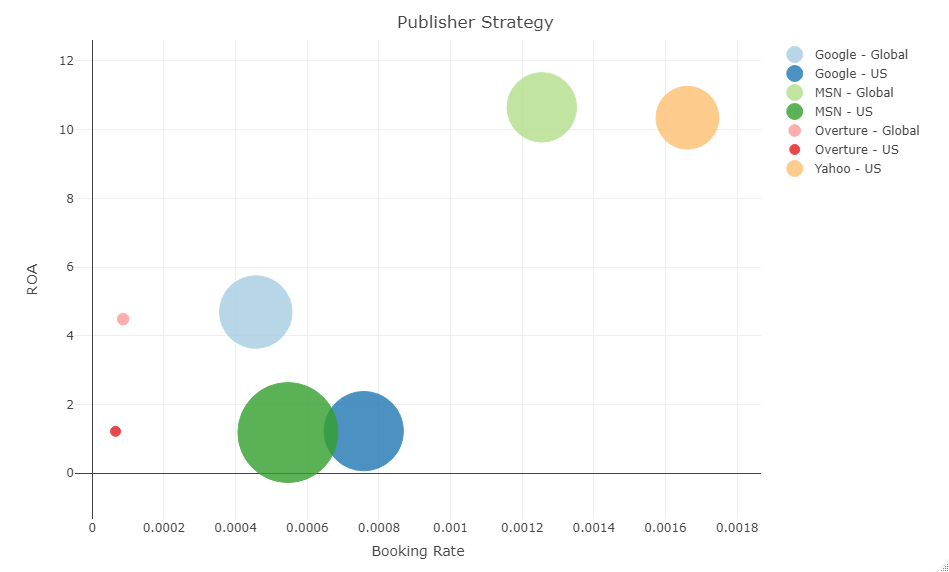 Publisher Strategy
12
10
8
6
4
2
0
ROA
0
0.0002
0.0004
0.0006
0.0008
0.001
0.0012
0.0014
0.0016
0.0018
Booking Rate
Google - Global
Google - US
MSN - Global
MSN - US
Overture - Global
Overture - US
Yahoo - US